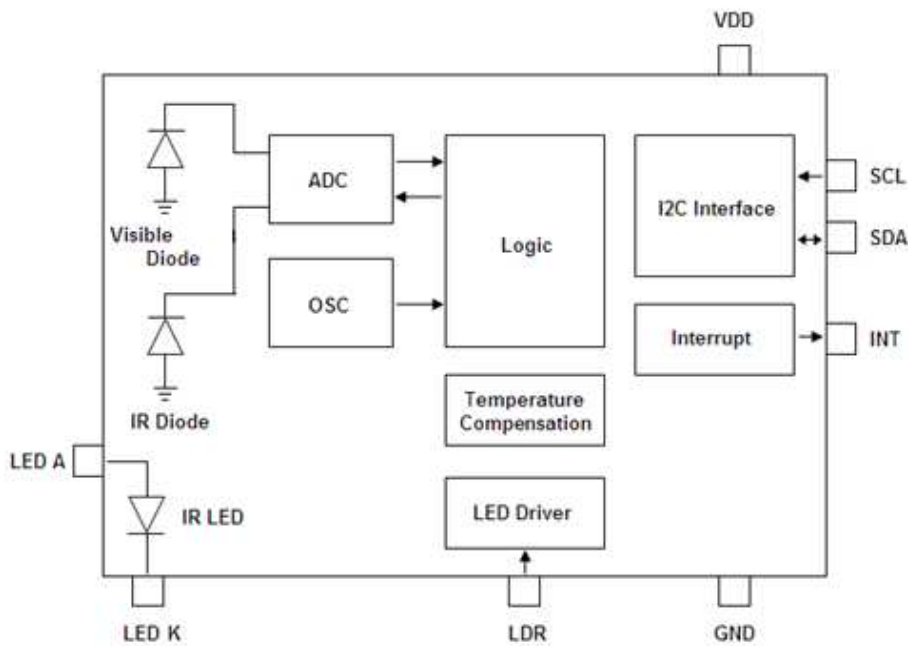 VDD
ADC
Logic
I2C Interface
SCL
SDA
Visible
Diode
OSC
Interrupt
INT
IR Diode
Temperature
Compensation
LED A
IR LED
LED Driver
LED K
LDR
GND